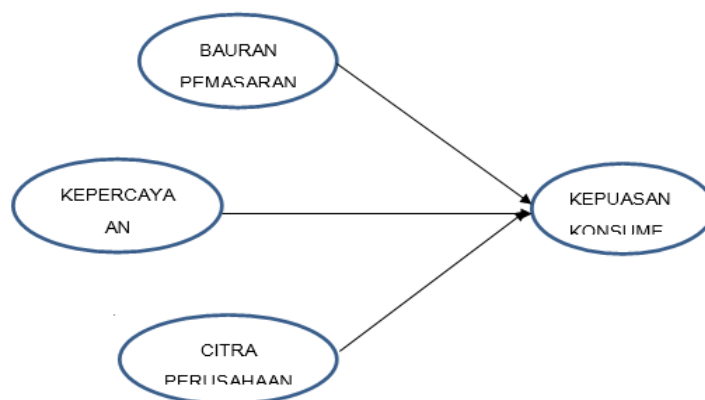 BAURAN
PEMASARAN
KEPERCAYA
AN
KEPUASAN
KONSUME
CITRA
PERUSAHAAN